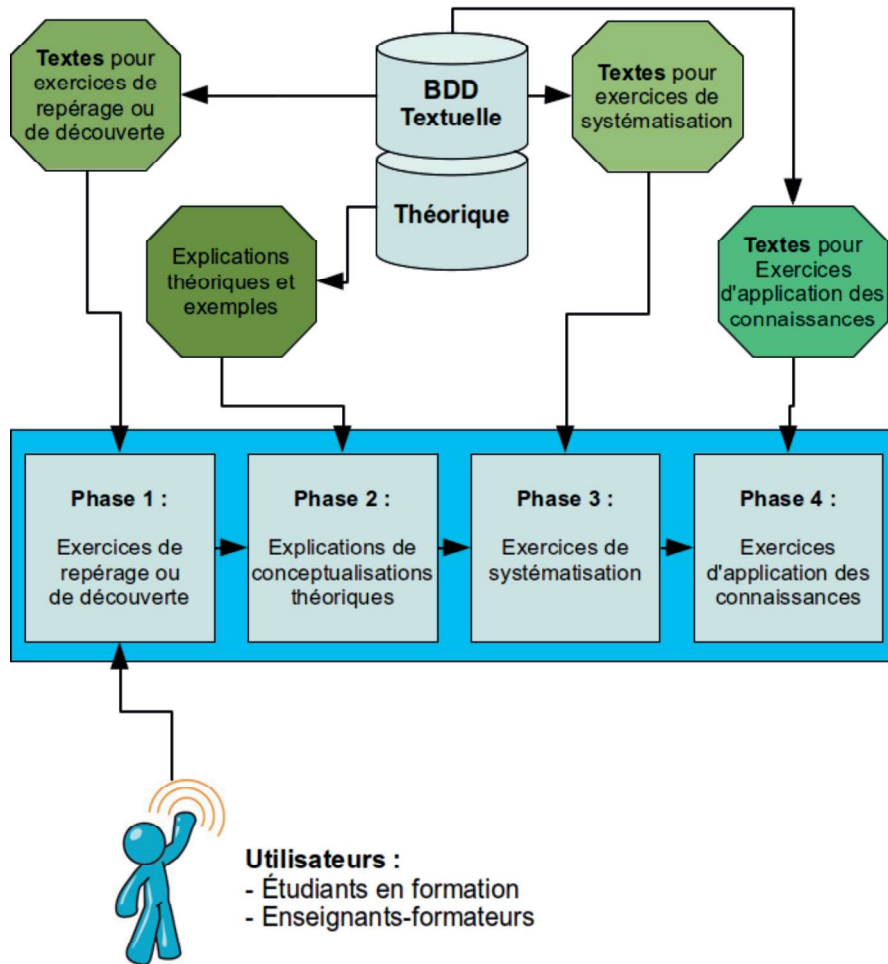 Textes pour
exercices de
repérage ou
de découverte
BDD
Textuelle
Textes pour
exercices de
systématisation
Théorique
Explications
théoriques et
exemples
Textes pour
Exercices
d'application des
connaissances
Phase 1 :
Exercices de
repérage ou
de découverte
Phase 2 :
Explications de
conceptualisations
théoriques
Phase 3 :
Exercices de
systématisation
Phase 4 :
Exercices
d'application des
connaissances
Utilisateurs :
- Étudiants en formation
- Enseignants-formateurs